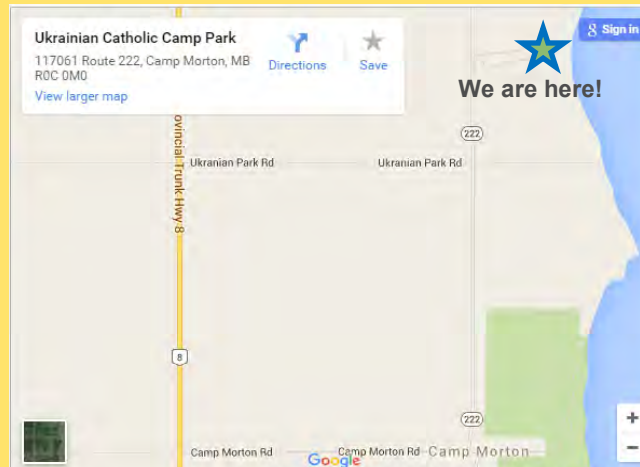 Ukrainian Catholic Camp Park
117061 Route 222, Camp Morton, MB
R0C 0M0
View larger map
Directions
Save
8 Sign in
We are here!
222
ovincial Trunk Hwy 8
Ukranian Park Rd
Ukranian Park Rd
8
222
Camp Morton Rd
Camp Morton Rd
Camp Morton
Google
+
−